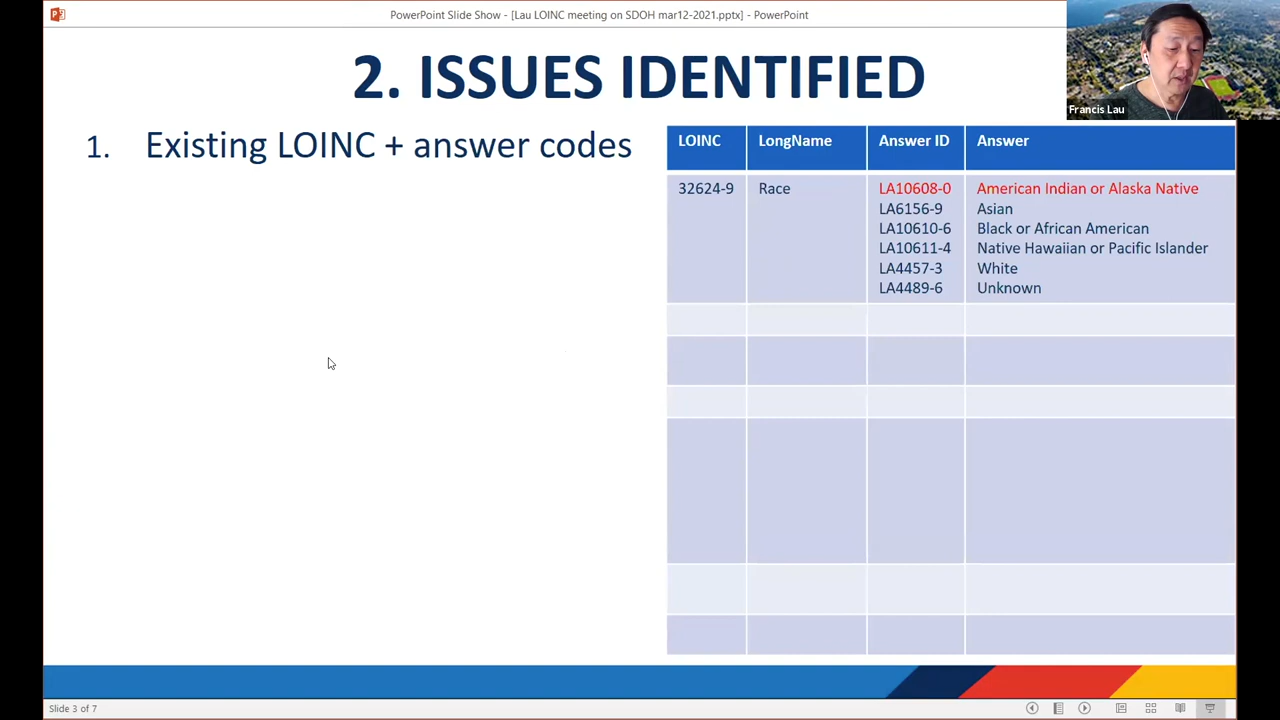 PowerPoint Slide Show - [Lau LOINC meeting on SDOH mar12-2021.pptx] - PowerPoint
2. ISSUES IDENTIFIED
Francis Lau
1. Existing LOINC + answer codes
LOINC LongName Answer ID Answer
32624-9 Race LA10608-0 American Indian or Alaska Native
LA6156-9 Asian
LA10610-6 Black or African American
LA10611-4 Native Hawaiian or Pacific Islander
LA4457-3 White
LA4489-6 Unknown
Slide 3 of 7